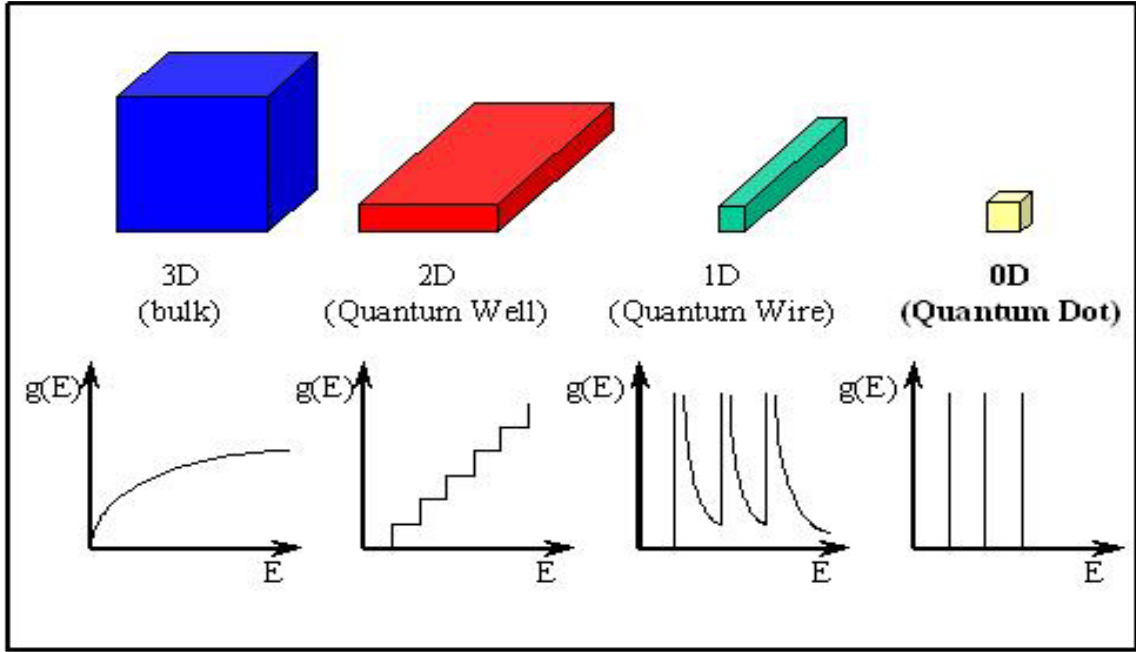 3D
(bulk)
2D
(Quantum Well)
1D
(Quantum Wire)
0D
(Quantum Dot)
g(E)
E
g(E)
E
g(E)
E
g(E)
E